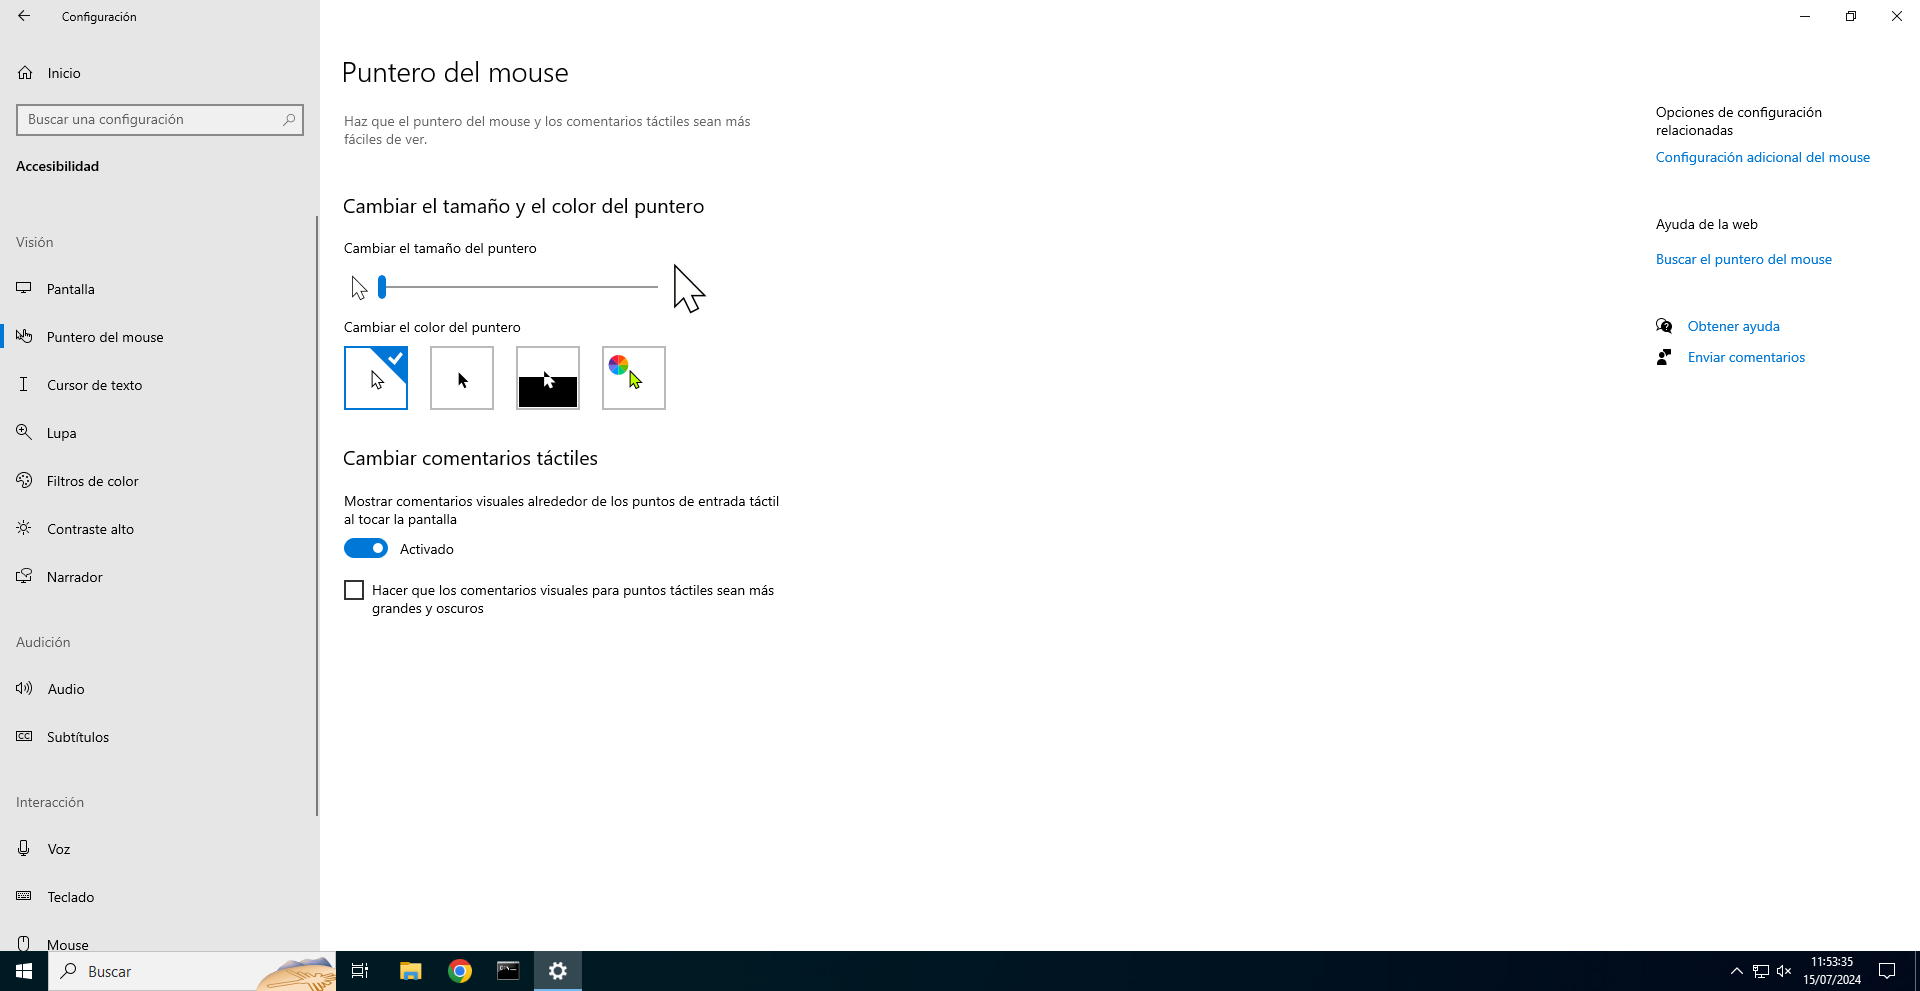 Configuración
Inicio
Buscar una configuración
Accesibilidad
Visión
Pantalla
Puntero del mouse
Cursor de texto
Lupa
Filtros de color
Contraste alto
Narrador
Audición
Audio
CC
Subtítulos
Interacción
Voz
Teclado
Mouse
Puntero del mouse
Haz que el puntero del mouse y los comentarios táctiles sean más
fáciles de ver.
Cambiar el tamaño y el color del puntero
Cambiar el tamaño del puntero
Cambiar el color del puntero
Cambiar comentarios táctiles
Mostrar comentarios visuales alrededor de los puntos de entrada táctil
al tocar la pantalla
Activado
Hacer que los comentarios visuales para puntos táctiles sean más
grandes y oscuros
Opciones de configuración
relacionadas
Configuración adicional del mouse
Ayuda de la web
Buscar el puntero del mouse
Obtener ayuda
Enviar comentarios
Buscar
11:53:35
15/07/2024